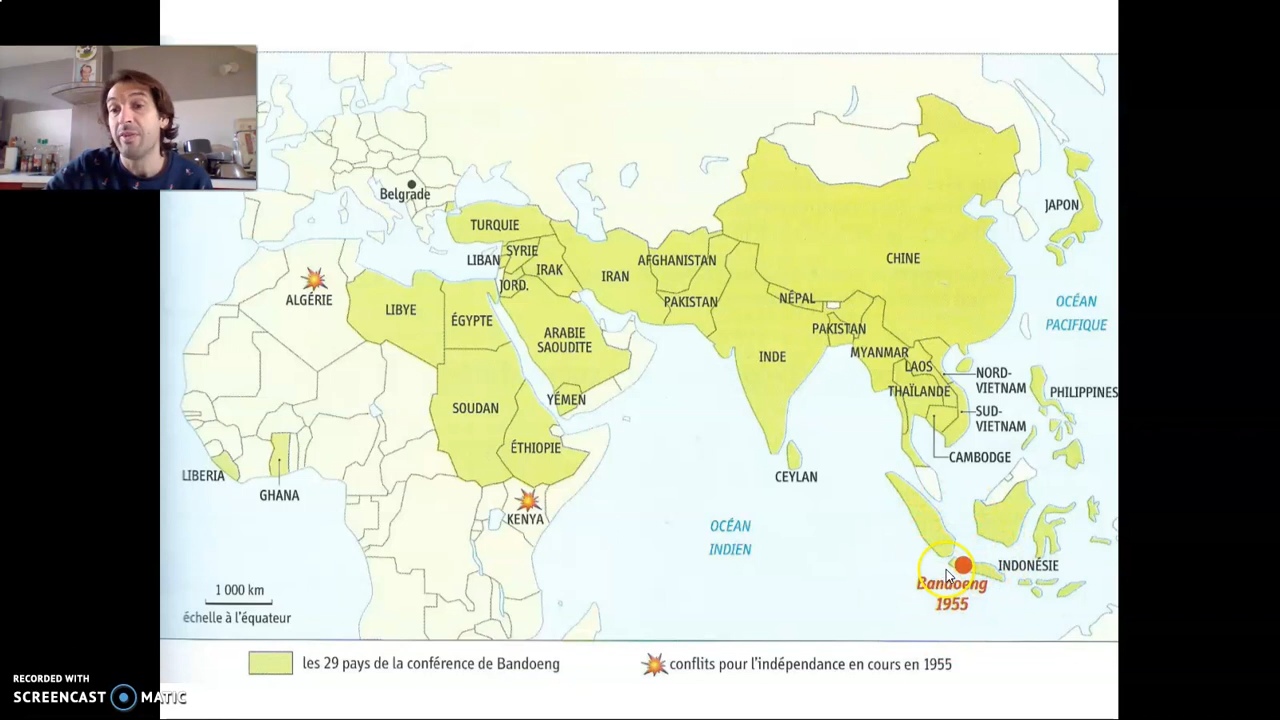 Belgrade
TURQUIE
SYRIE
LIBAN
IRAK
JORD.
IRAN
AFGHANISTAN
PAKISTAN
CHINE
JAPON
ALGÉRIE
LIBYE
ÉGYPTE
ARABIE
SAOUDITE
NÉPAL
PAKISTAN
INDE
MYANMAR
LAOS
THAÏLANDE
OCÉAN
PACIFIQUE
NORD-
VIETNAM
SUD-
VIETNAM
PHILIPPINES
CAMBODGE
YÉMEN
SOUDAN
ÉTHIOPIE
LIBERIA
GHANA
KENYA
CEYLAN
OCÉAN
INDIEN
INDONÉSIE
Bandoeng
1955
1 000 km
échelle à l'équateur
les 29 pays de la conférence de Bandoeng
conflits pour l'indépendance en cours en 1955
RECORDED WITH
SCREENCAST MATIC